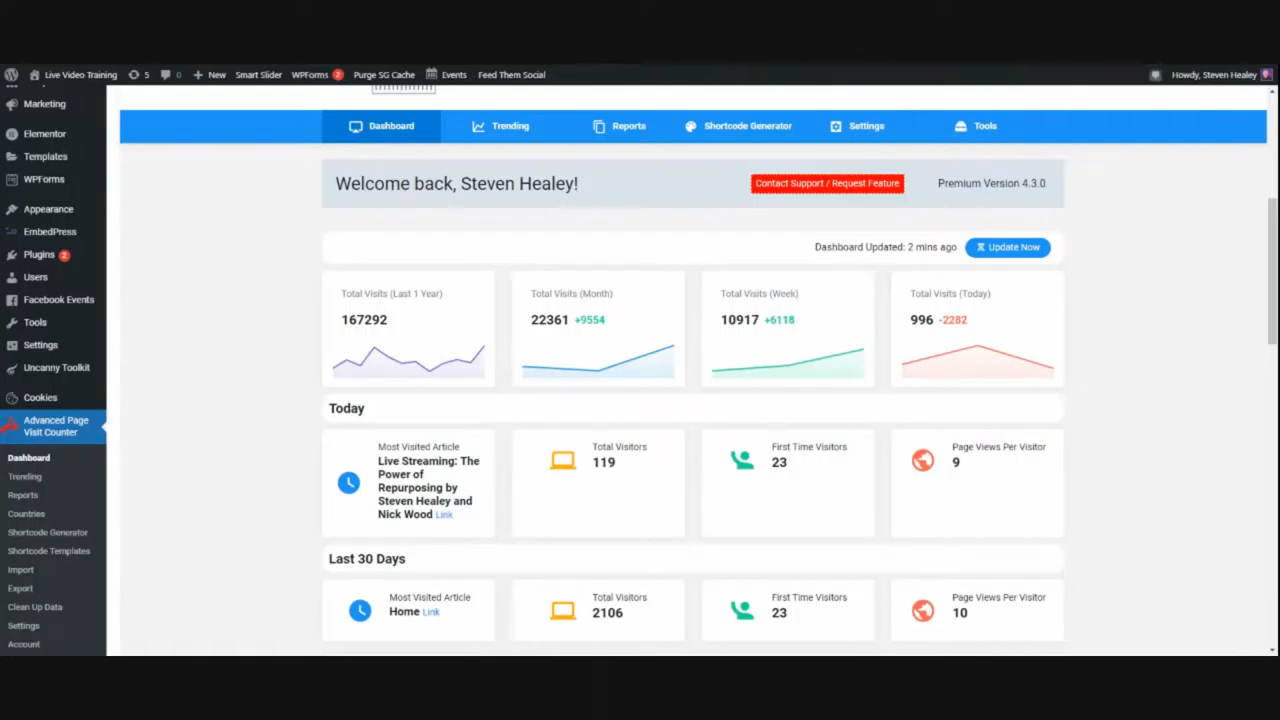 Live Video Training 5 0 New Smart Slider WPForms 2 Purge SG Cache Events Feed Them Social Howdy, Steven Healey
Marketing
Elementor
Templates
WPForms
Appearance
EmbedPress
Plugins 2
Users
Facebook Events
Tools
Settings
Uncanny Toolkit
Cookies
Advanced Page
Visit Counter
Dashboard
Trending
Reports
Countries
Shortcode Generator
Shortcode Templates
Import
Export
Clean Up Data
Settings
Account
Dashboard Trending Reports Shortcode Generator Settings Tools
Welcome back, Steven Healey! Contact Support / Request Feature Premium Version 4.3.0
Dashboard Updated: 2 mins ago Update Now
Total Visits (Last 1 Year) Total Visits (Month) Total Visits (Week) Total Visits (Today)
167292 22361 +9554 10917 +6118 996 -2282
Today
Most Visited Article
Live Streaming: The
Power of
Repurposing by
Steven Healey and
Nick Wood Link
Total Visitors
119
First Time Visitors
23
Page Views Per Visitor
9
Last 30 Days
Most Visited Article
Home Link
Total Visitors
2106
First Time Visitors
23
Page Views Per Visitor
10